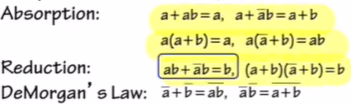 Absorption: a+ab=a, a+a̅b=a+b
a(a+b)=a, a(a̅+b)=ab
Reduction: ab+a̅b=b, (a+b)(a̅+b)=b
DeMorgan's Law: a̅+b̅=a̅b̅, a̅b̅=a̅+̅b̅